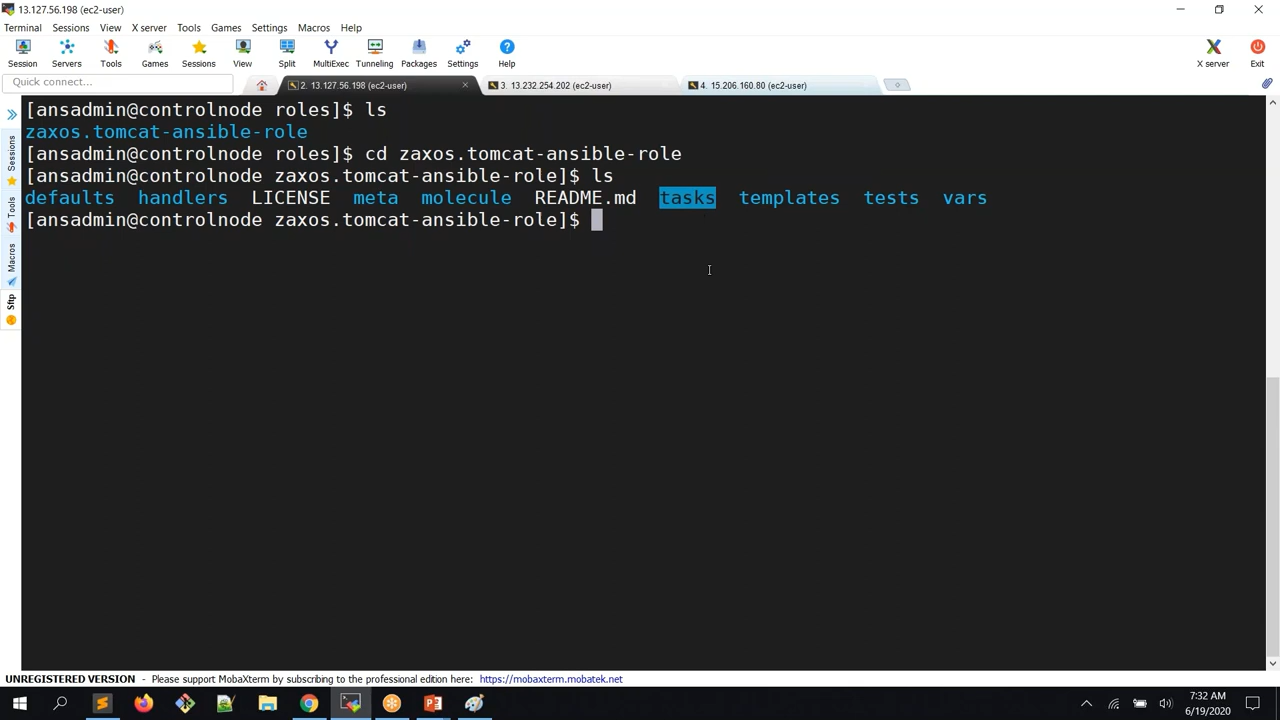 13.127.56.198 (ec2-user)
Terminal Sessions View X server Tools Games Settings Macros Help
Session Servers Tools Games Sessions View Split MultiExec Tunneling Packages Settings Help X server Exit
Quick connect...
2. 13.127.56.198 (ec2-user)
3. 13.232.254.202 (ec2-user)
4. 15.206.160.80 (ec2-user)
Sessions
Tools
Macros
Sftp
[ansadmin@controlnode roles]$ ls
zaxos.tomcat-ansible-role
[ansadmin@controlnode roles]$ cd zaxos.tomcat-ansible-role
[ansadmin@controlnode zaxos.tomcat-ansible-role]$ ls
defaults handlers LICENSE meta molecule README.md tasks templates tests vars
[ansadmin@controlnode zaxos.tomcat-ansible-role]$
UNREGISTERED VERSION - Please support MobaXterm by subscribing to the professional edition here: https://mobaxterm.mobatek.net
7:32 AM
6/19/2020